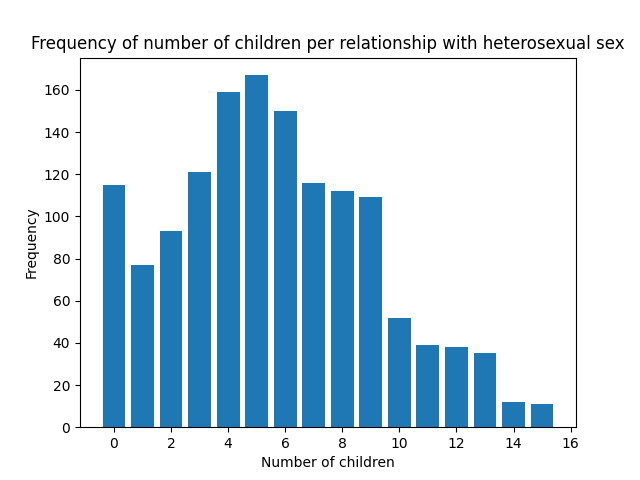 Frequency of number of children per relationship with heterosexual sex
160
140
120
100
80
60
40
20
0
Frequency
0 2 4 6 8 10 12 14 16
Number of children